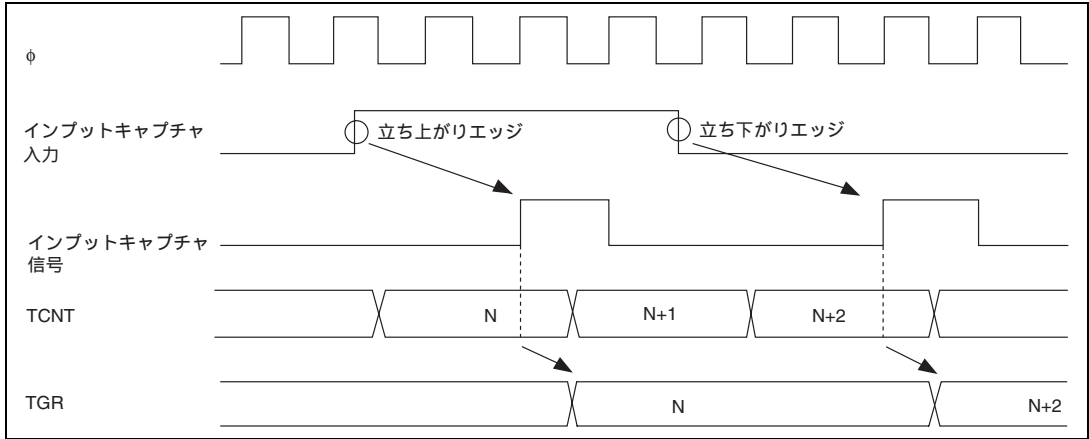 φ
インプットキャプチャ
入力
立ち上がりエッジ
立ち下がりエッジ
インプットキャプチャ
信号
TCNT
N
N+1
N+2
TGR
N
N+2